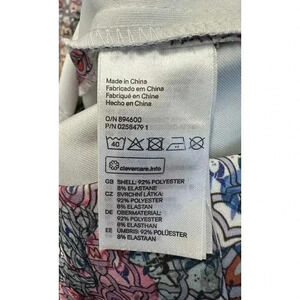 Made in China
Fabricado em China
Fabriqué en Chine
Hecho en China
O/N 894600
P/N 0258479 1
40
clevercare.info
GB SHELL: 92% POLYESTER
8% ELASTANE
CZ SVRCHNÍ LÁTKA:
92% POLYESTER
8% ELASTAN
DE OBERMATERIAL:
92% POLYESTER
8% ELASTHAN
EE ÜMBRIS: 92% POLÜESTER
8% ELASTAAN